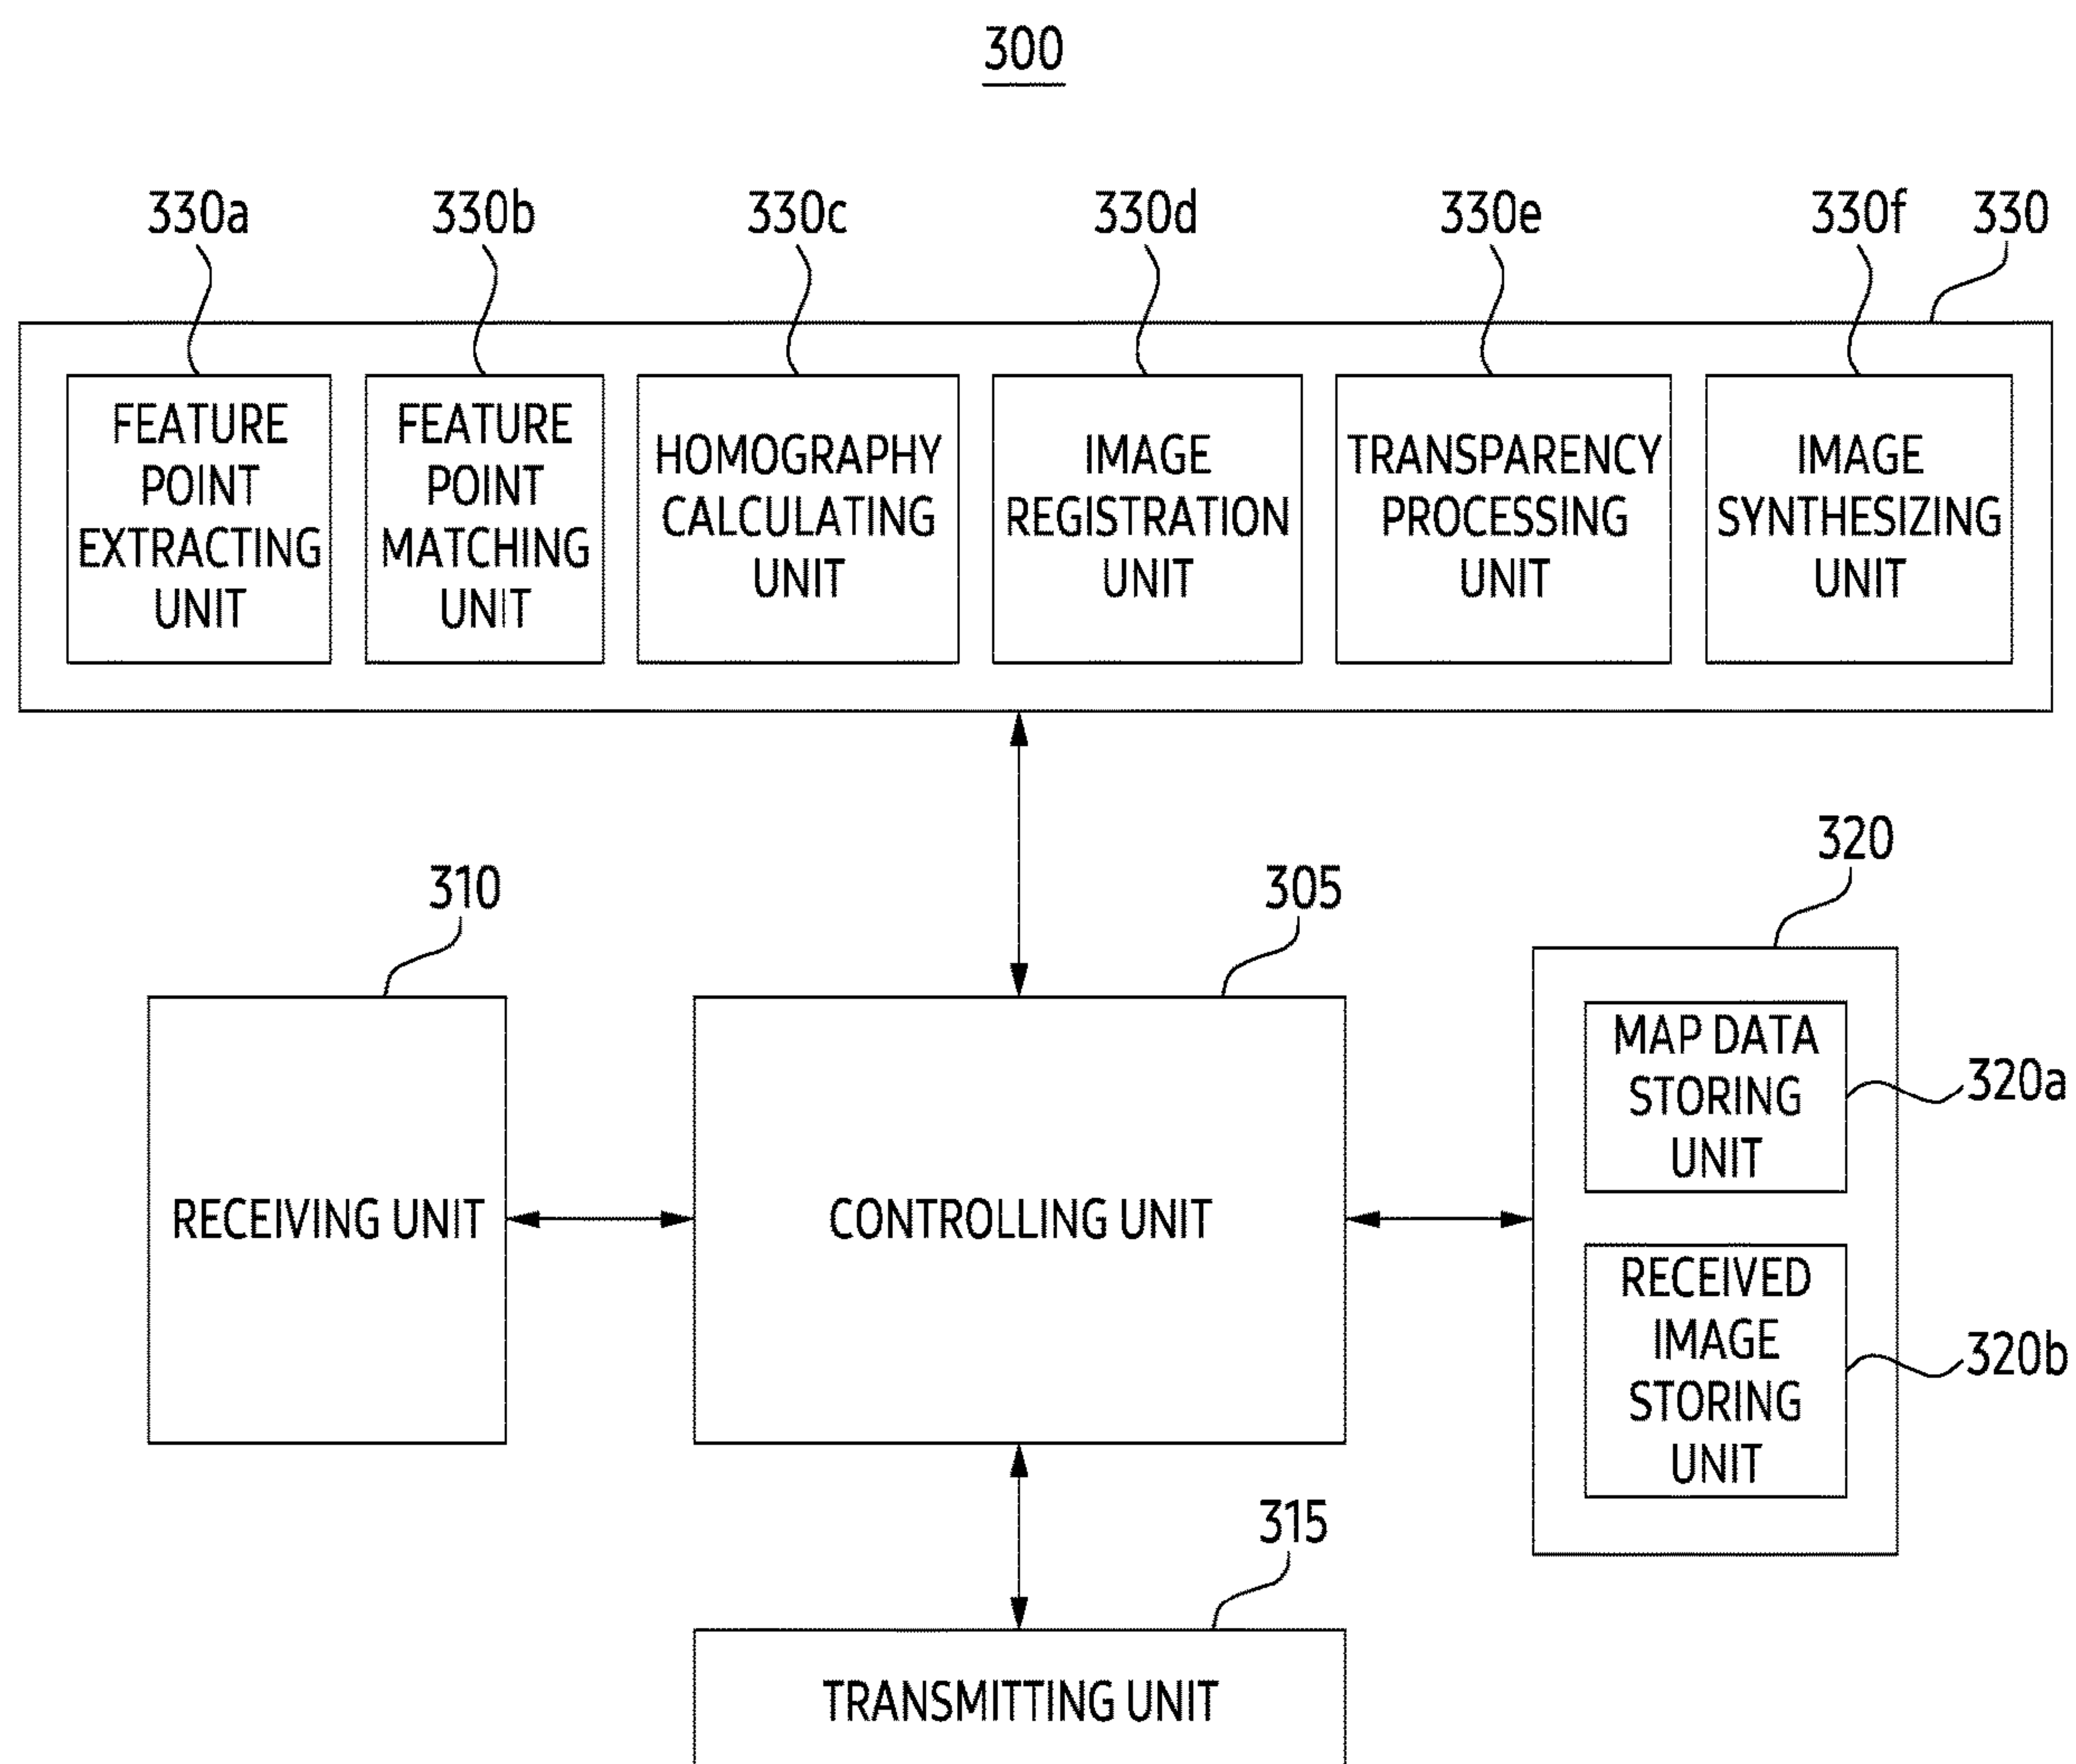 300
330a
330b
330c
330d
330e
330f
330
FEATURE
POINT
EXTRACTING
UNIT
FEATURE
POINT
MATCHING
UNIT
HOMOGRAPHY
CALCULATING
UNIT
IMAGE
REGISTRATION
UNIT
TRANSPARENCY
PROCESSING
UNIT
IMAGE
SYNTHESIZING
UNIT
310
305
320
RECEIVING UNIT
CONTROLLING UNIT
MAP DATA
STORING
UNIT
320a
RECEIVED
IMAGE
STORING
UNIT
320b
315
TRANSMITTING UNIT